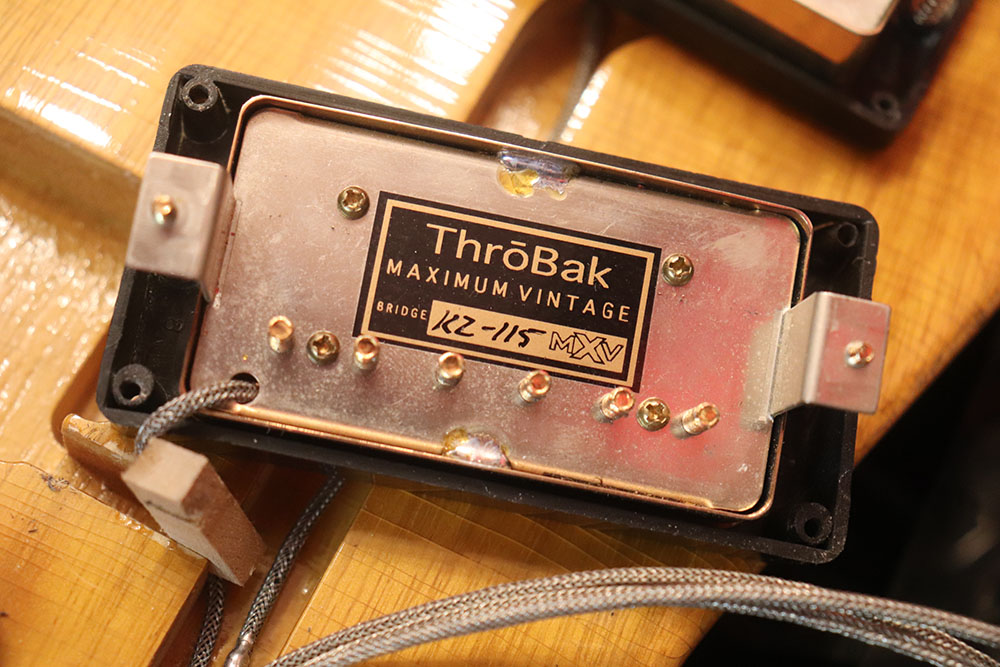 ThrōBak
MAXIMUM VINTAGE
BRIDGE KZ-115 MXV